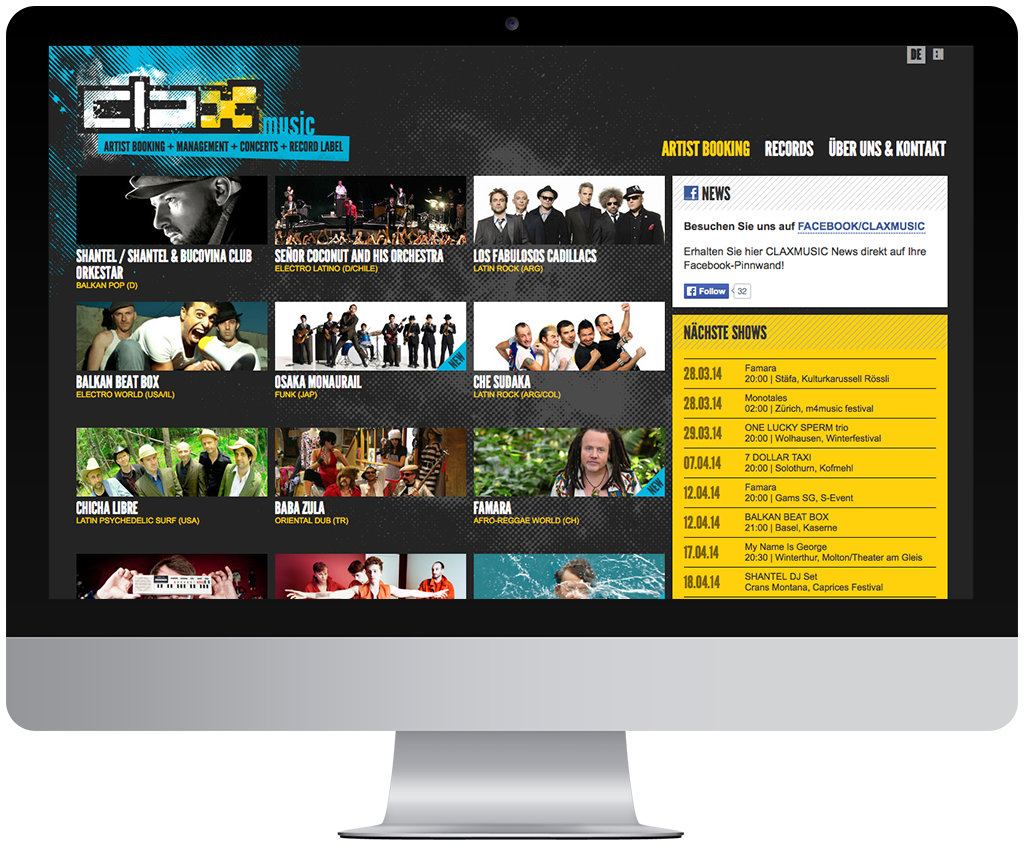 DE EN
clax
music
ARTIST BOOKING + MANAGEMENT + CONCERTS + RECORD LABEL
ARTIST BOOKING RECORDS ÜBER UNS & KONTAKT
SHANTEL / SHANTEL & BUCOVINA CLUB
ORKESTAR
BALKAN POP (D)
SEÑOR COCONUT AND HIS ORCHESTRA
ELECTRO LATINO (D/CHILE)
LOS FABULOSOS CADILLACS
LATIN ROCK (ARG)
BALKAN BEAT BOX
ELECTRO WORLD (USA/IL)
NEW
OSAKA MONAURAIL
FUNK (JAP)
CHE SUDAKA
LATIN ROCK (ARG/COL)
CHICHA LIBRE
LATIN PSYCHEDELIC SURF (USA)
BABA ZULA
ORIENTAL DUB (TR)
NEW
FAMARA
AFRO-REGGAE WORLD (CH)
f NEWS
Besuchen Sie uns auf FACEBOOK/CLAXMUSIC
Erhalten Sie hier CLAXMUSIC News direkt auf Ihre
Facebook-Pinnwand!
f Follow 32
NÄCHSTE SHOWS
28.03.14 Famara
20:00 | Stäfa, Kulturkarussell Rössli
28.03.14 Monotales
02:00 | Zürich, m4music festival
29.03.14 ONE LUCKY SPERM trio
20:00 | Wolhausen, Winterfestival
07.04.14 7 DOLLAR TAXI
20:00 | Solothurn, Kofmehl
12.04.14 Famara
20:00 | Gams SG, S-Event
12.04.14 BALKAN BEAT BOX
21:00 | Basel, Kaserne
17.04.14 My Name Is George
20:30 | Winterthur, Molton/Theater am Gleis
18.04.14 SHANTEL DJ Set
Crans Montana, Caprices Festival